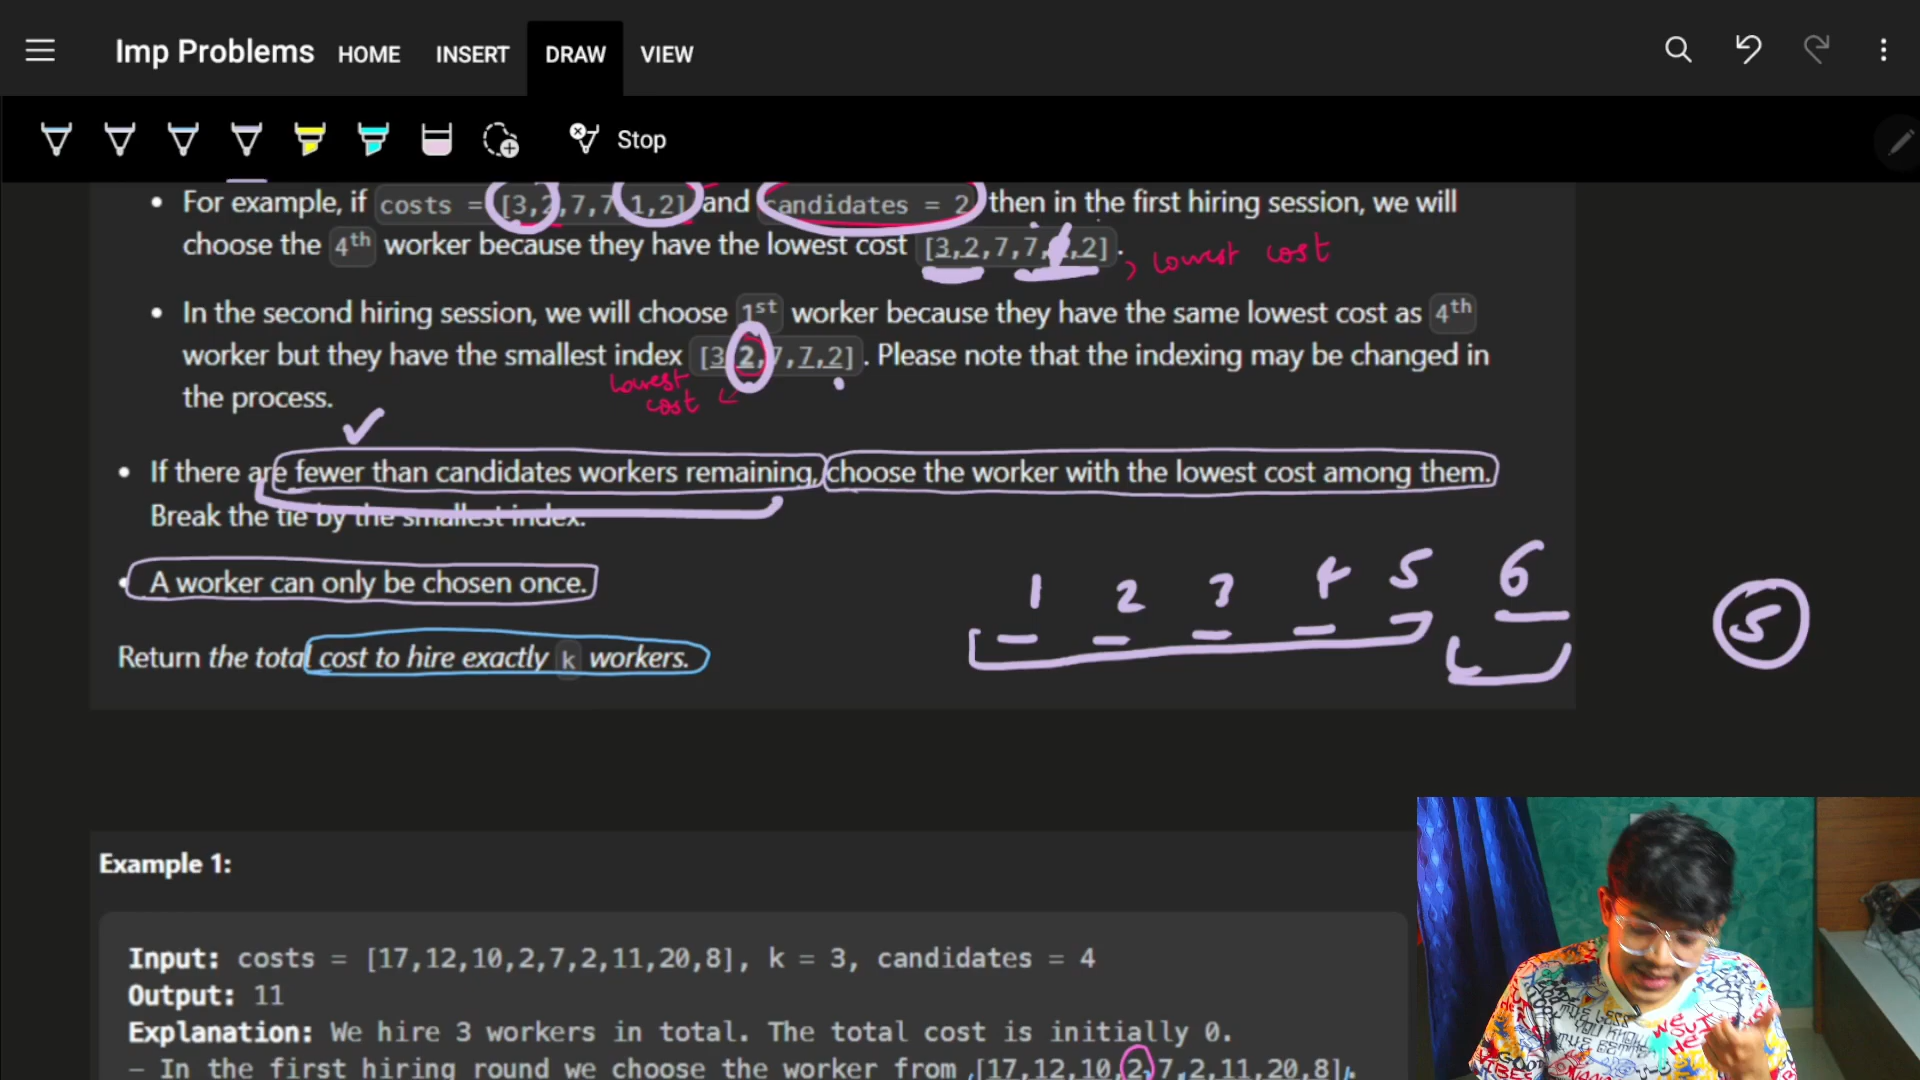 Imp Problems HOME INSERT DRAW VIEW
Stop
For example, if costs = [3,2,7,7,1,2] and candidates = 2 then in the first hiring session, we will
choose the 4th worker because they have the lowest cost [3,2,7,7,1,2].
, lowest cost
In the second hiring session, we will choose 1st worker because they have the same lowest cost as 4th
worker but they have the smallest index [3,2,7,7,2]. Please note that the indexing may be changed in
lowest
cost
the process.
If there are fewer than candidates workers remaining, choose the worker with the lowest cost among them.
Break the tie by the smallest index.
1 2 3 4 5 6
5
A worker can only be chosen once.
Return the total cost to hire exactly k workers.
Example 1:
Input: costs = [17,12,10,2,7,2,11,20,8], k = 3, candidates = 4
Output: 11
Explanation: We hire 3 workers in total. The total cost is initially 0.
- In the first hiring round we choose the worker from [17,12,10,2,7,2,11,20,8].